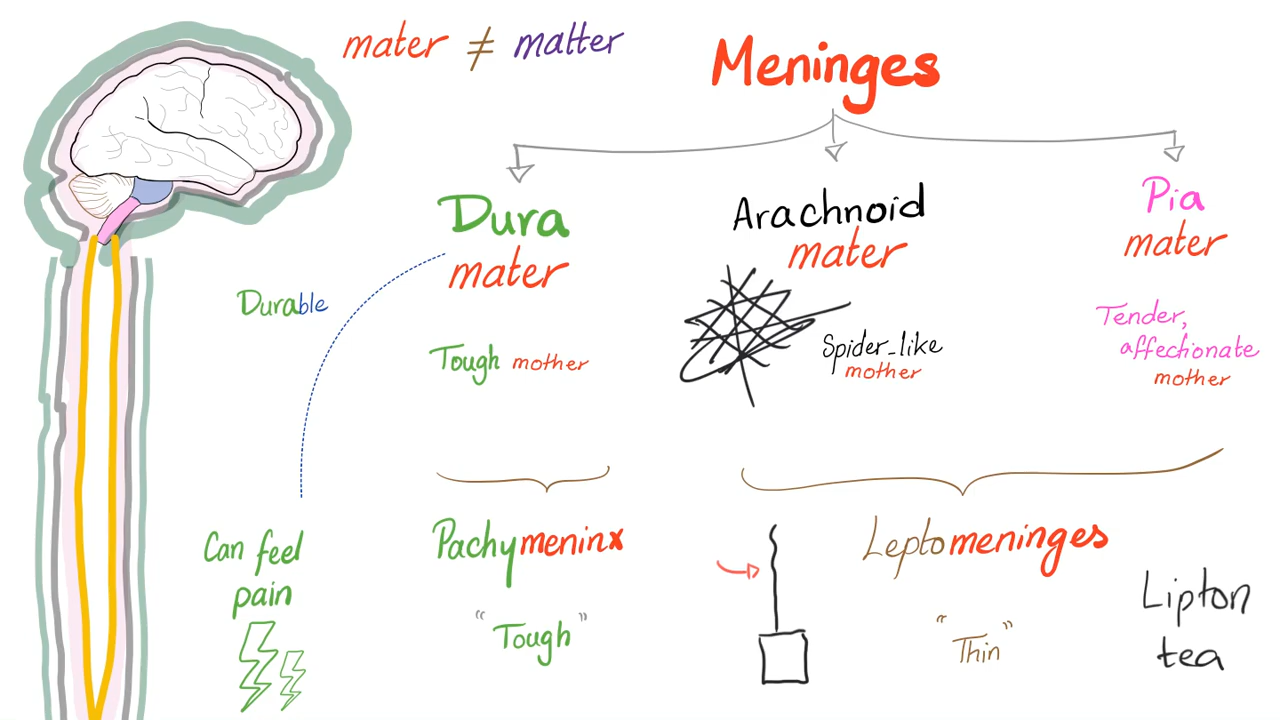 mater ≠ matter
Meninges
Dura
mater
Arachnoid
mater
Pia
mater
Durable
Tough mother
Spider-like
mother
Tender,
affectionate
mother
Can feel
pain
Pachymeninx
"Tough"
Leptomeninges
"Thin"
Lipton
tea